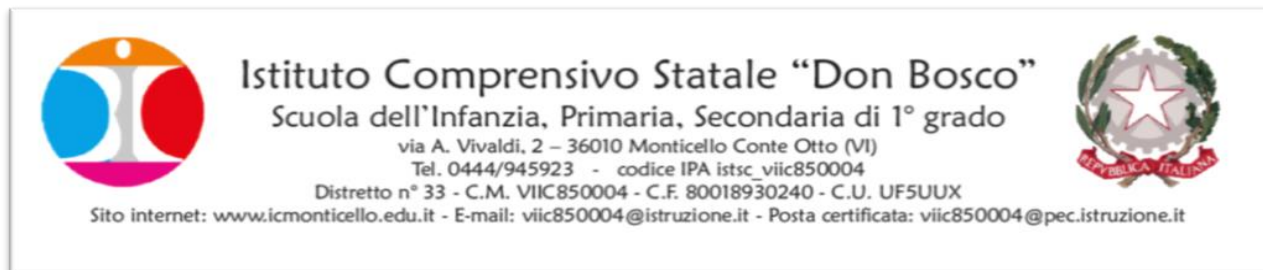 Istituto Comprensivo Statale “Don Bosco”
Scuola dell'Infanzia, Primaria, Secondaria di 1° grado
via A. Vivaldi, 2 – 36010 Monticello Conte Otto (VI)
Tel. 0444/945923 - codice IPA istsc_viic850004
Distretto n° 33 - C.M. VIIC850004 - C.F. 80018930240 - C.U. UF5UUX
Sito internet: www.icmonticello.edu.it - E-mail: viic850004@istruzione.it - Posta certificata: viic850004@pec.istruzione.it
REPVBBLICA ITALIANA